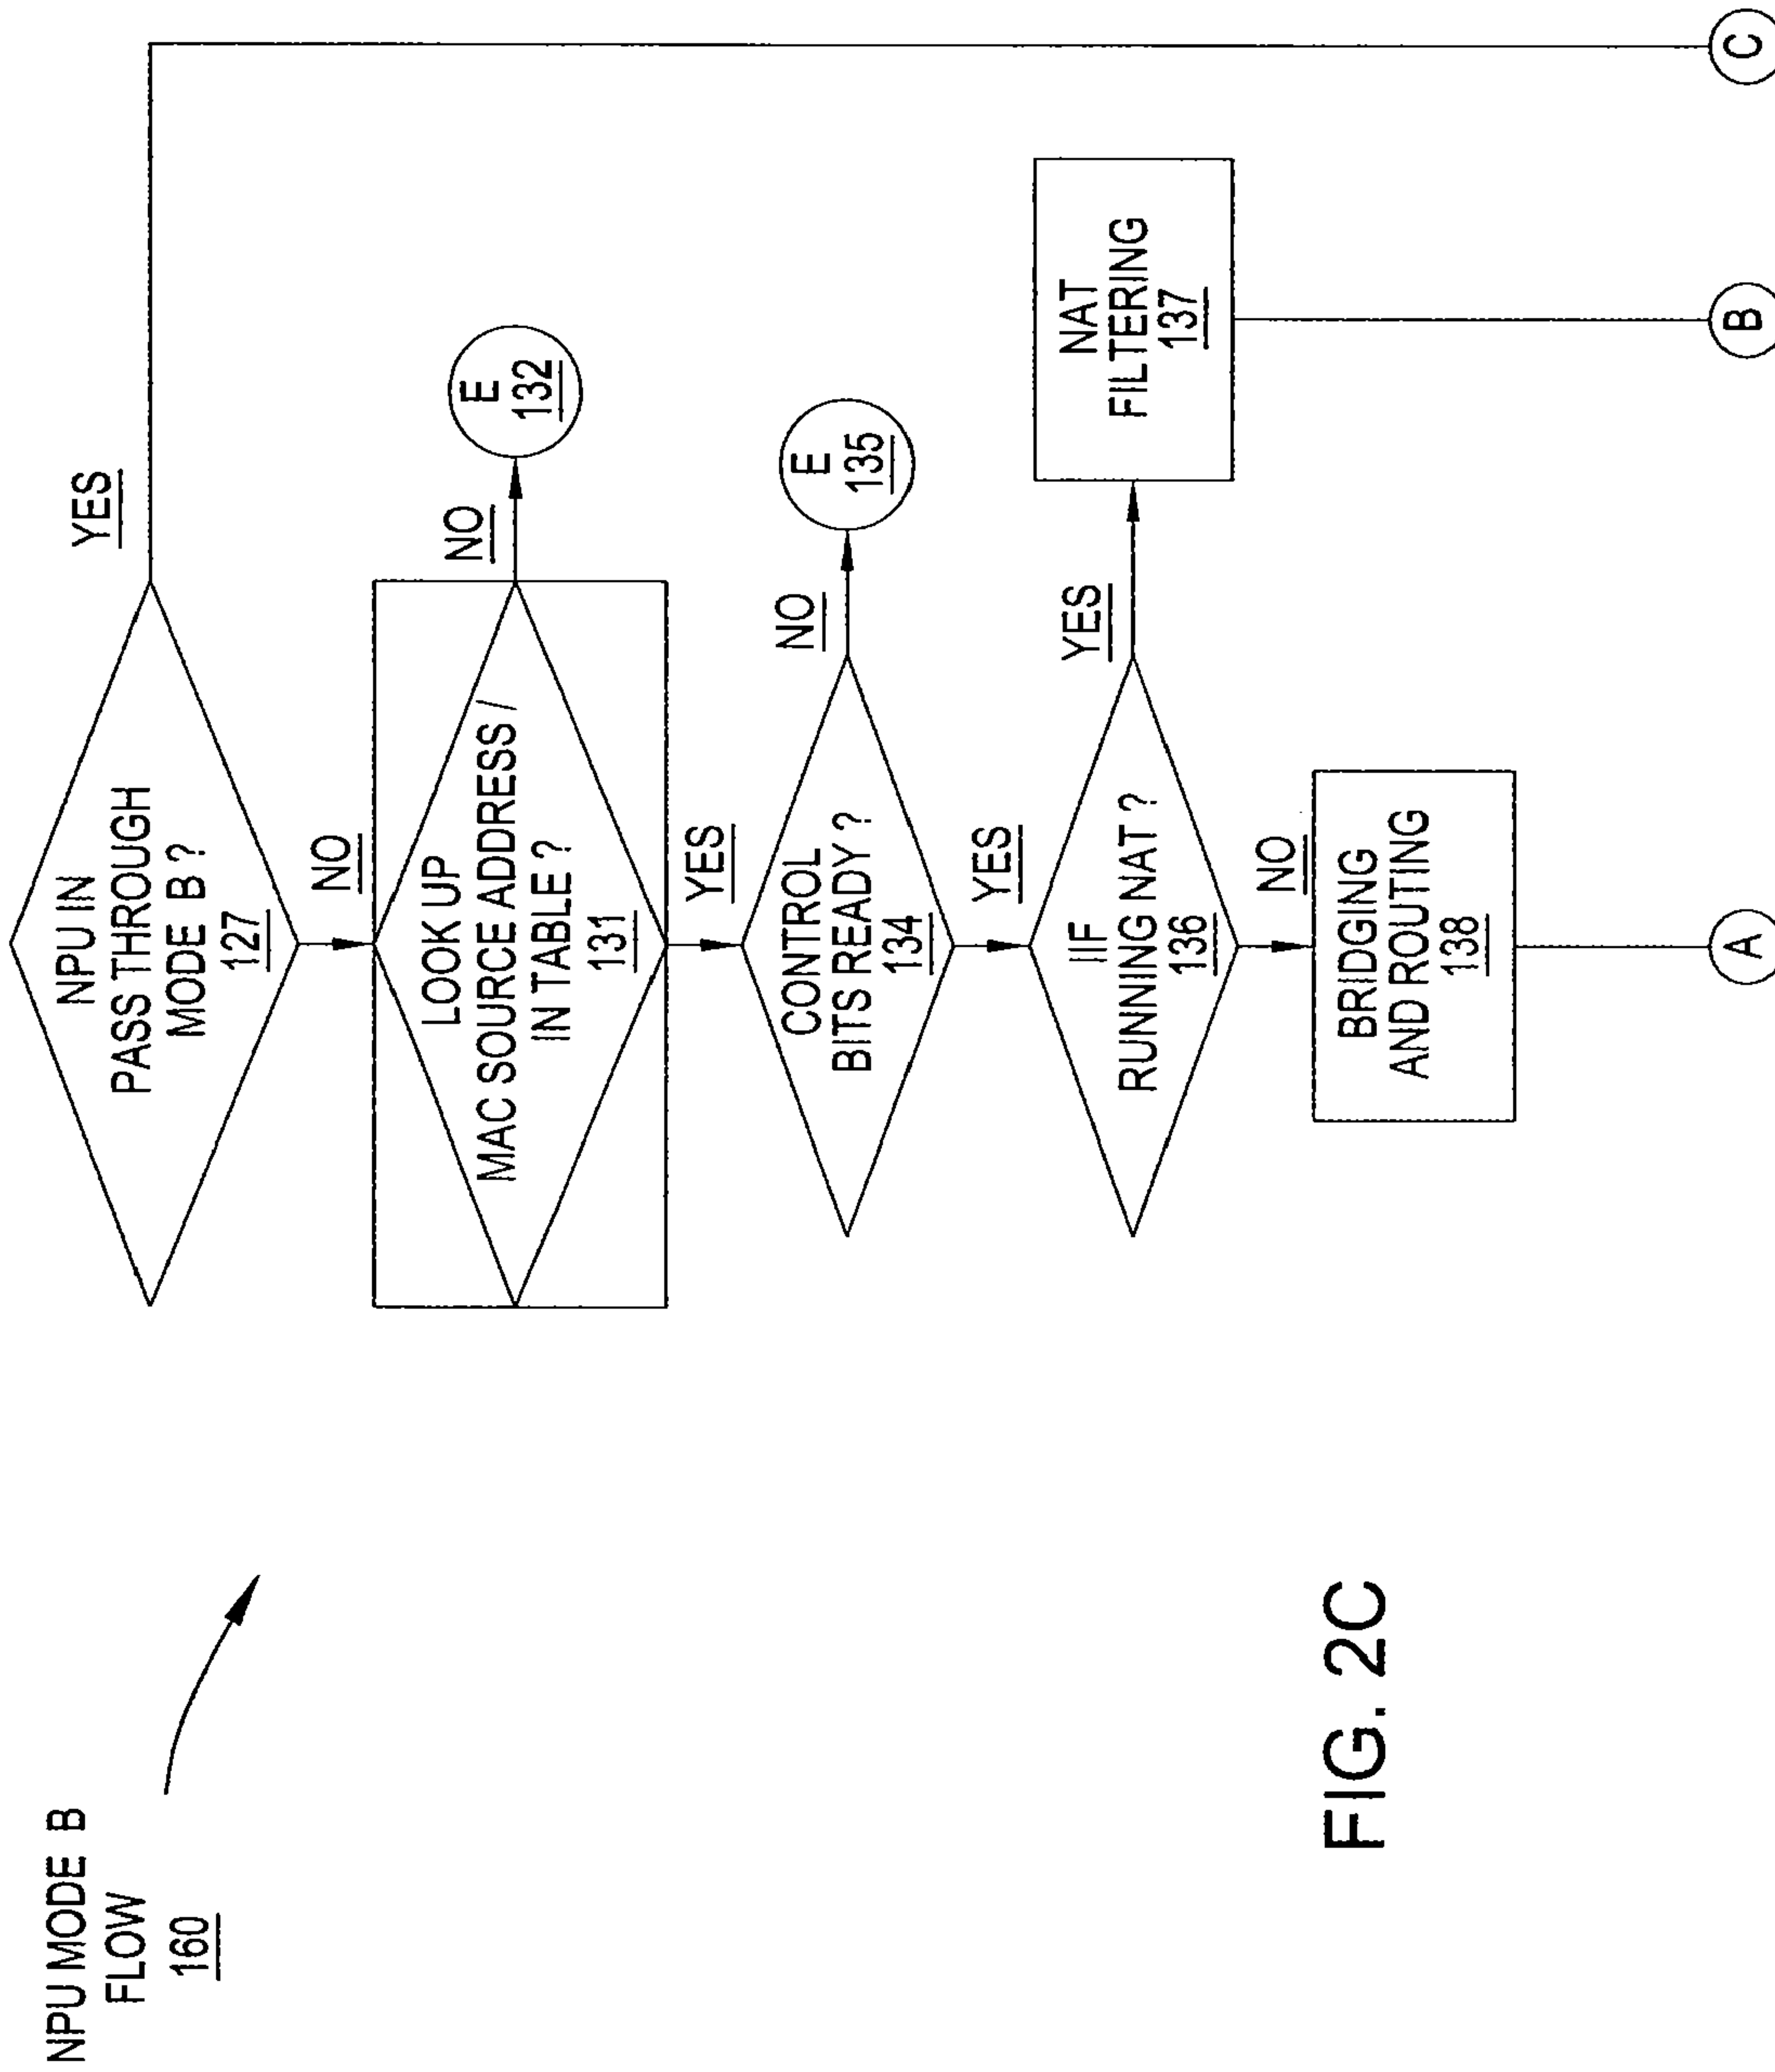 NPU MODE B
FLOW
160
NPU IN
PASS THROUGH
MODE B ?
127
YES
NO
LOOK UP
MAC SOURCE ADDRESS /
IN TABLE ?
131
NO
E
132
YES
CONTROL
BITS READY ?
134
NO
E
135
YES
IIF
RUNNING NAT ?
136
YES
NAT
FILTERING
137
NO
BRIDGING
AND ROUTING
138
A
B
C
FIG. 2C